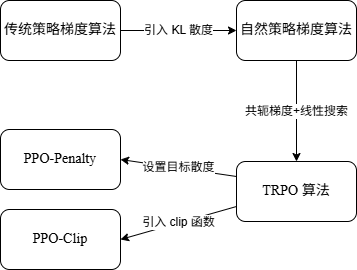 传统策略梯度算法
引入 KL 散度
自然策略梯度算法
共轭梯度+线性搜索
PPO-Penalty
设置目标散度
TRPO 算法
引入 clip 函数
PPO-Clip